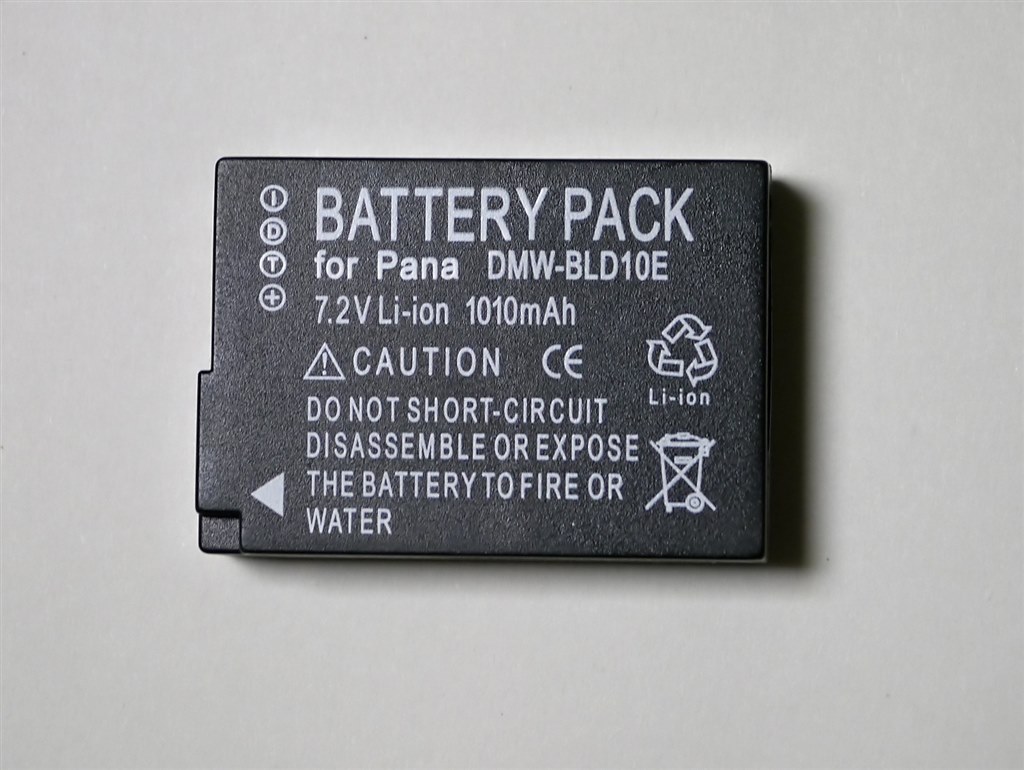 BATTERY PACK
for Pana DMW-BLD10E
7.2V Li-ion 1010mAh
CAUTION CE
DO NOT SHORT-CIRCUIT
DISASSEMBLE OR EXPOSE
THE BATTERY TO FIRE OR
WATER
I
D
T
+
Li-ion